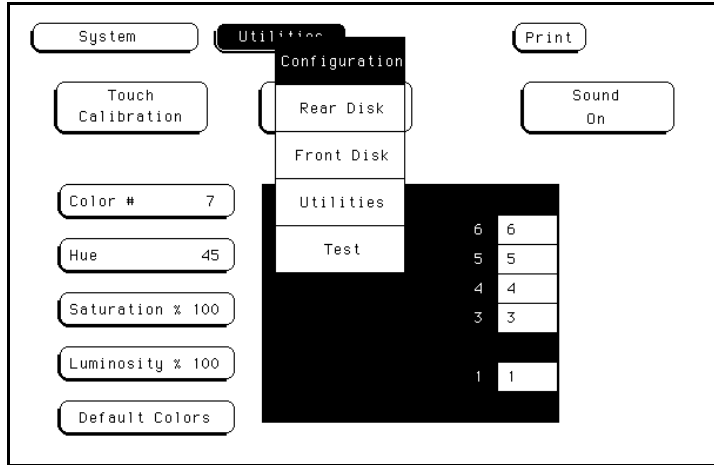 System
Utilities
Print
Configuration
Touch
Calibration
Rear Disk
Sound
On
Front Disk
Color # 7
Utilities
6 6
Hue 45
Test
5 5
4 4
Saturation % 100
3 3
Luminosity % 100
1 1
Default Colors